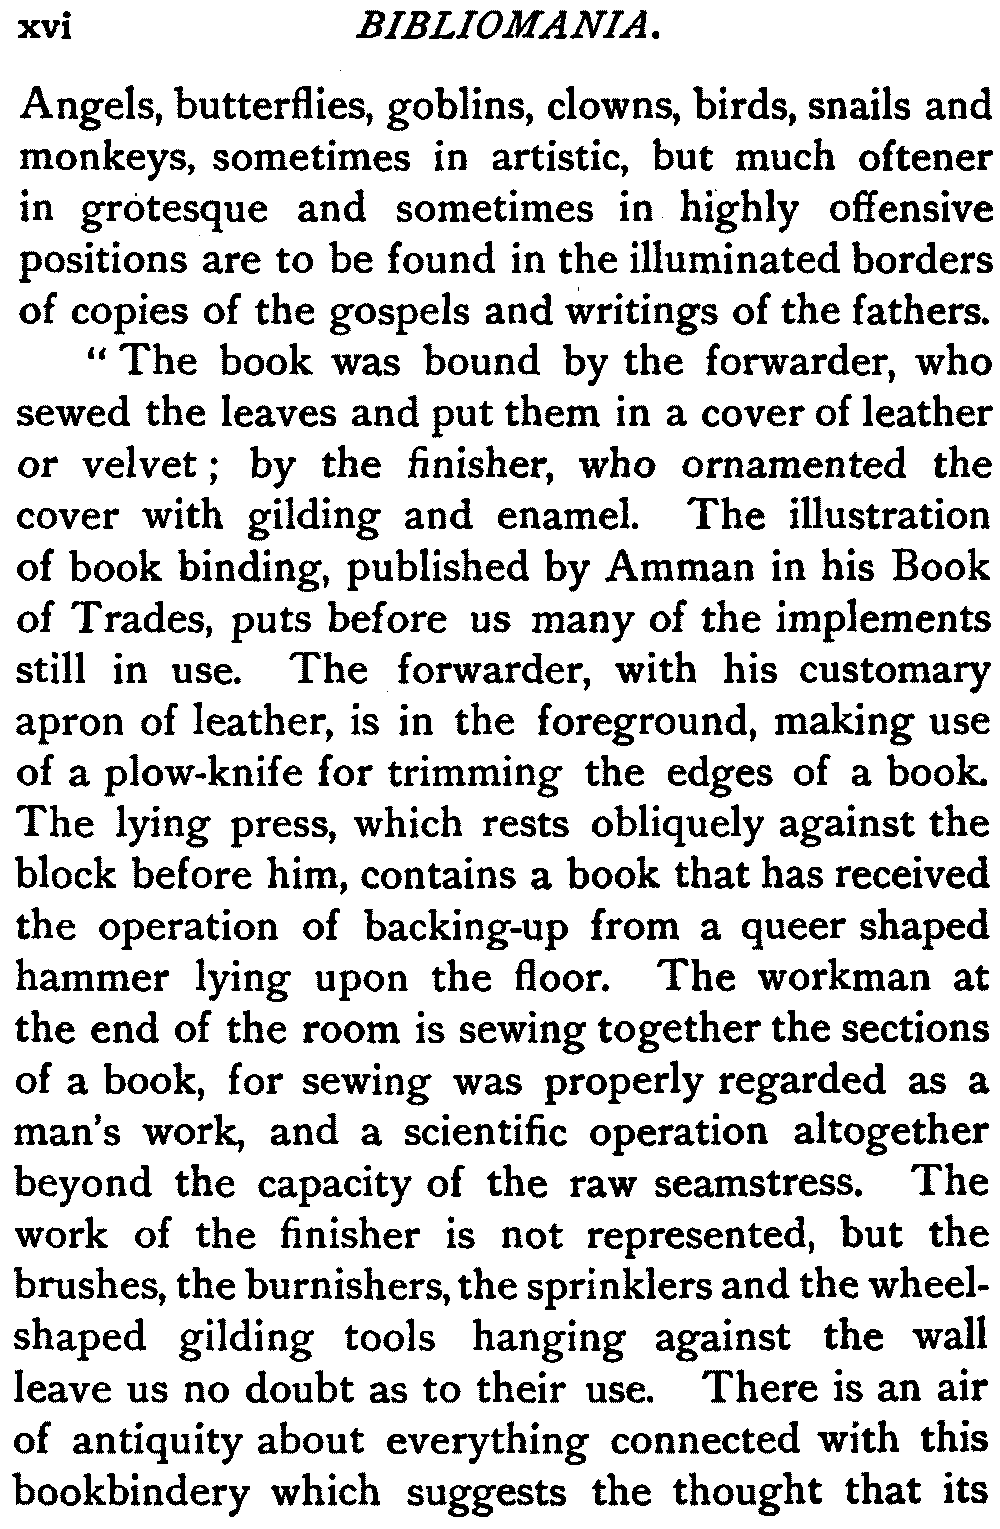 xvi BIBLIOMANIA.
Angels, butterflies, goblins, clowns, birds, snails and
monkeys, sometimes in artistic, but much oftener
in grotesque and sometimes in highly offensive
positions are to be found in the illuminated borders
of copies of the gospels and writings of the fathers.
“ The book was bound by the forwarder, who
sewed the leaves and put them in a cover of leather
or velvet ; by the finisher, who ornamented the
cover with gilding and enamel. The illustration
of book binding, published by Amman in his Book
of Trades, puts before us many of the implements
still in use. The forwarder, with his customary
apron of leather, is in the foreground, making use
of a plow-knife for trimming the edges of a book.
The lying press, which rests obliquely against the
block before him, contains a book that has received
the operation of backing-up from a queer shaped
hammer lying upon the floor. The workman at
the end of the room is sewing together the sections
of a book, for sewing was properly regarded as a
man's work, and a scientific operation altogether
beyond the capacity of the raw seamstress. The
work of the finisher is not represented, but the
brushes, the burnishers, the sprinklers and the wheel-
shaped gilding tools hanging against the wall
leave us no doubt as to their use. There is an air
of antiquity about everything connected with this
bookbindery which suggests the thought that its